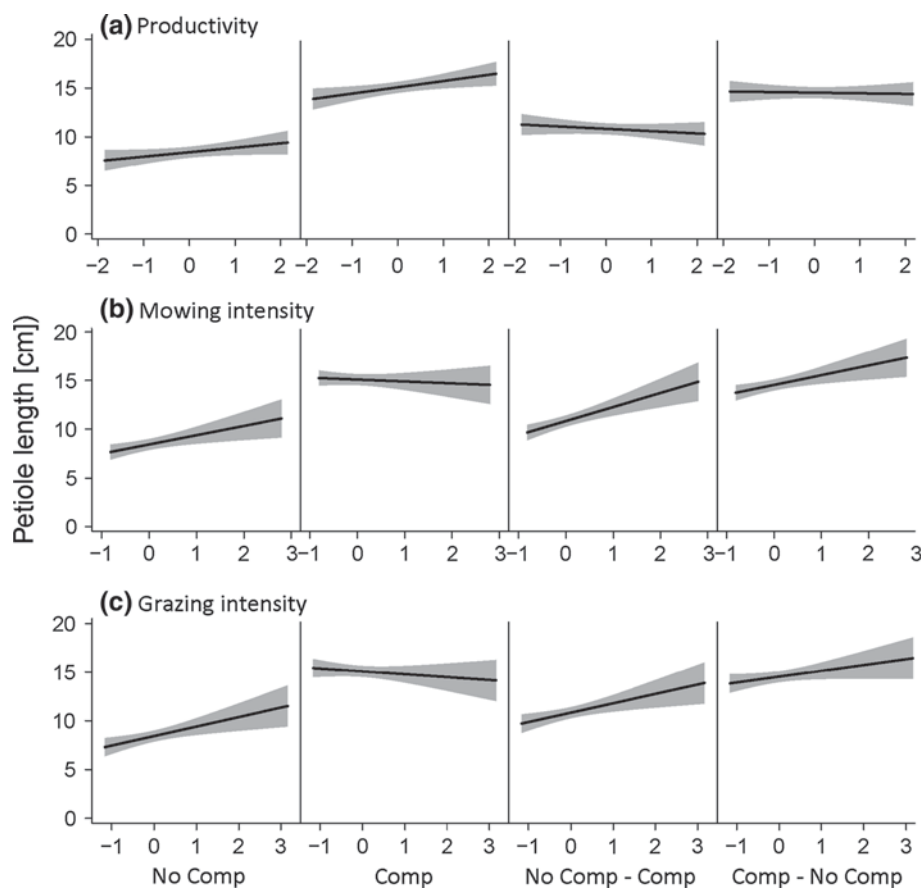 (a) Productivity
20
15
10
5
0
−2 −1 0 1 2 −2 −1 0 1 2 −2 −1 0 1 2 −2 −1 0 1 2
(b) Mowing intensity
20
15
10
5
0
−1 0 1 2 3 −1 0 1 2 3 −1 0 1 2 3 −1 0 1 2 3
Petiole length [cm])
(c) Grazing intensity
20
15
10
5
0
−1 0 1 2 3 −1 0 1 2 3 −1 0 1 2 3 −1 0 1 2 3
No Comp Comp No Comp - Comp Comp - No Comp